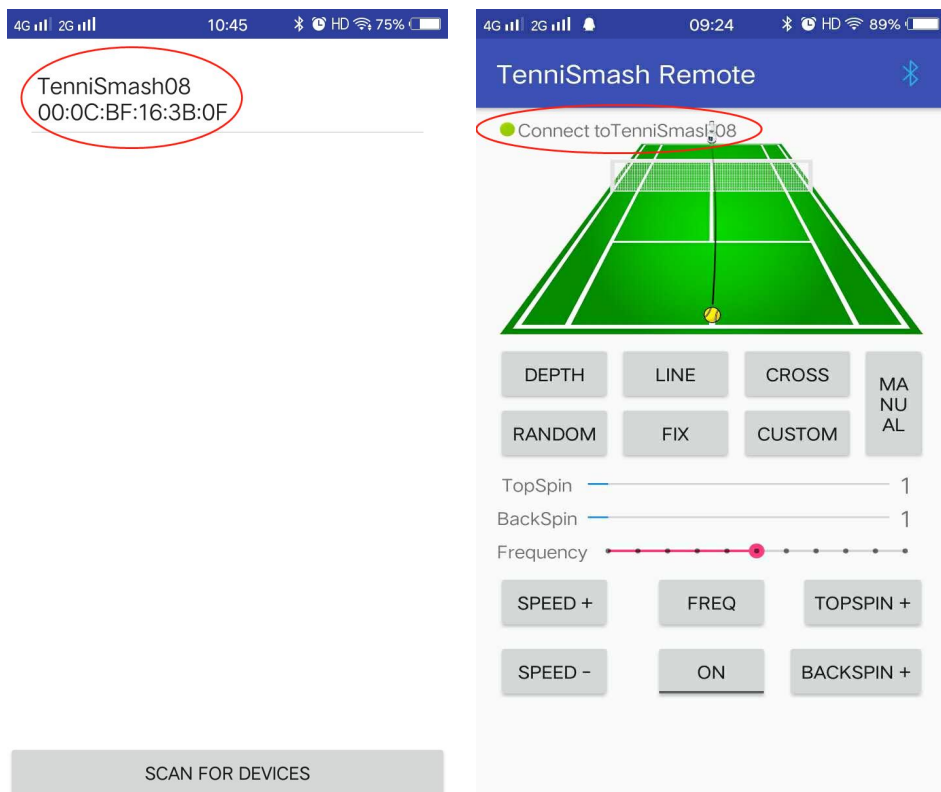 4G 2G 10:45 HD 75%
TenniSmash08
00:0C:BF:16:3B:0F
SCAN FOR DEVICES
4G 2G 09:24 HD 89%
TenniSmash Remote
Connect toTenniSmash08
DEPTH LINE CROSS MA
NU
AL
RANDOM FIX CUSTOM
TopSpin 1
BackSpin 1
Frequency
SPEED + FREQ TOPSPIN +
SPEED - ON BACKSPIN +